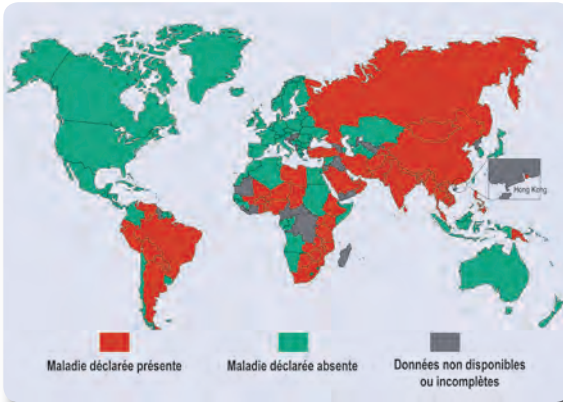 Hong Kong
Maladie déclarée présente
Maladie déclarée absente
Données non disponibles
ou incomplètes